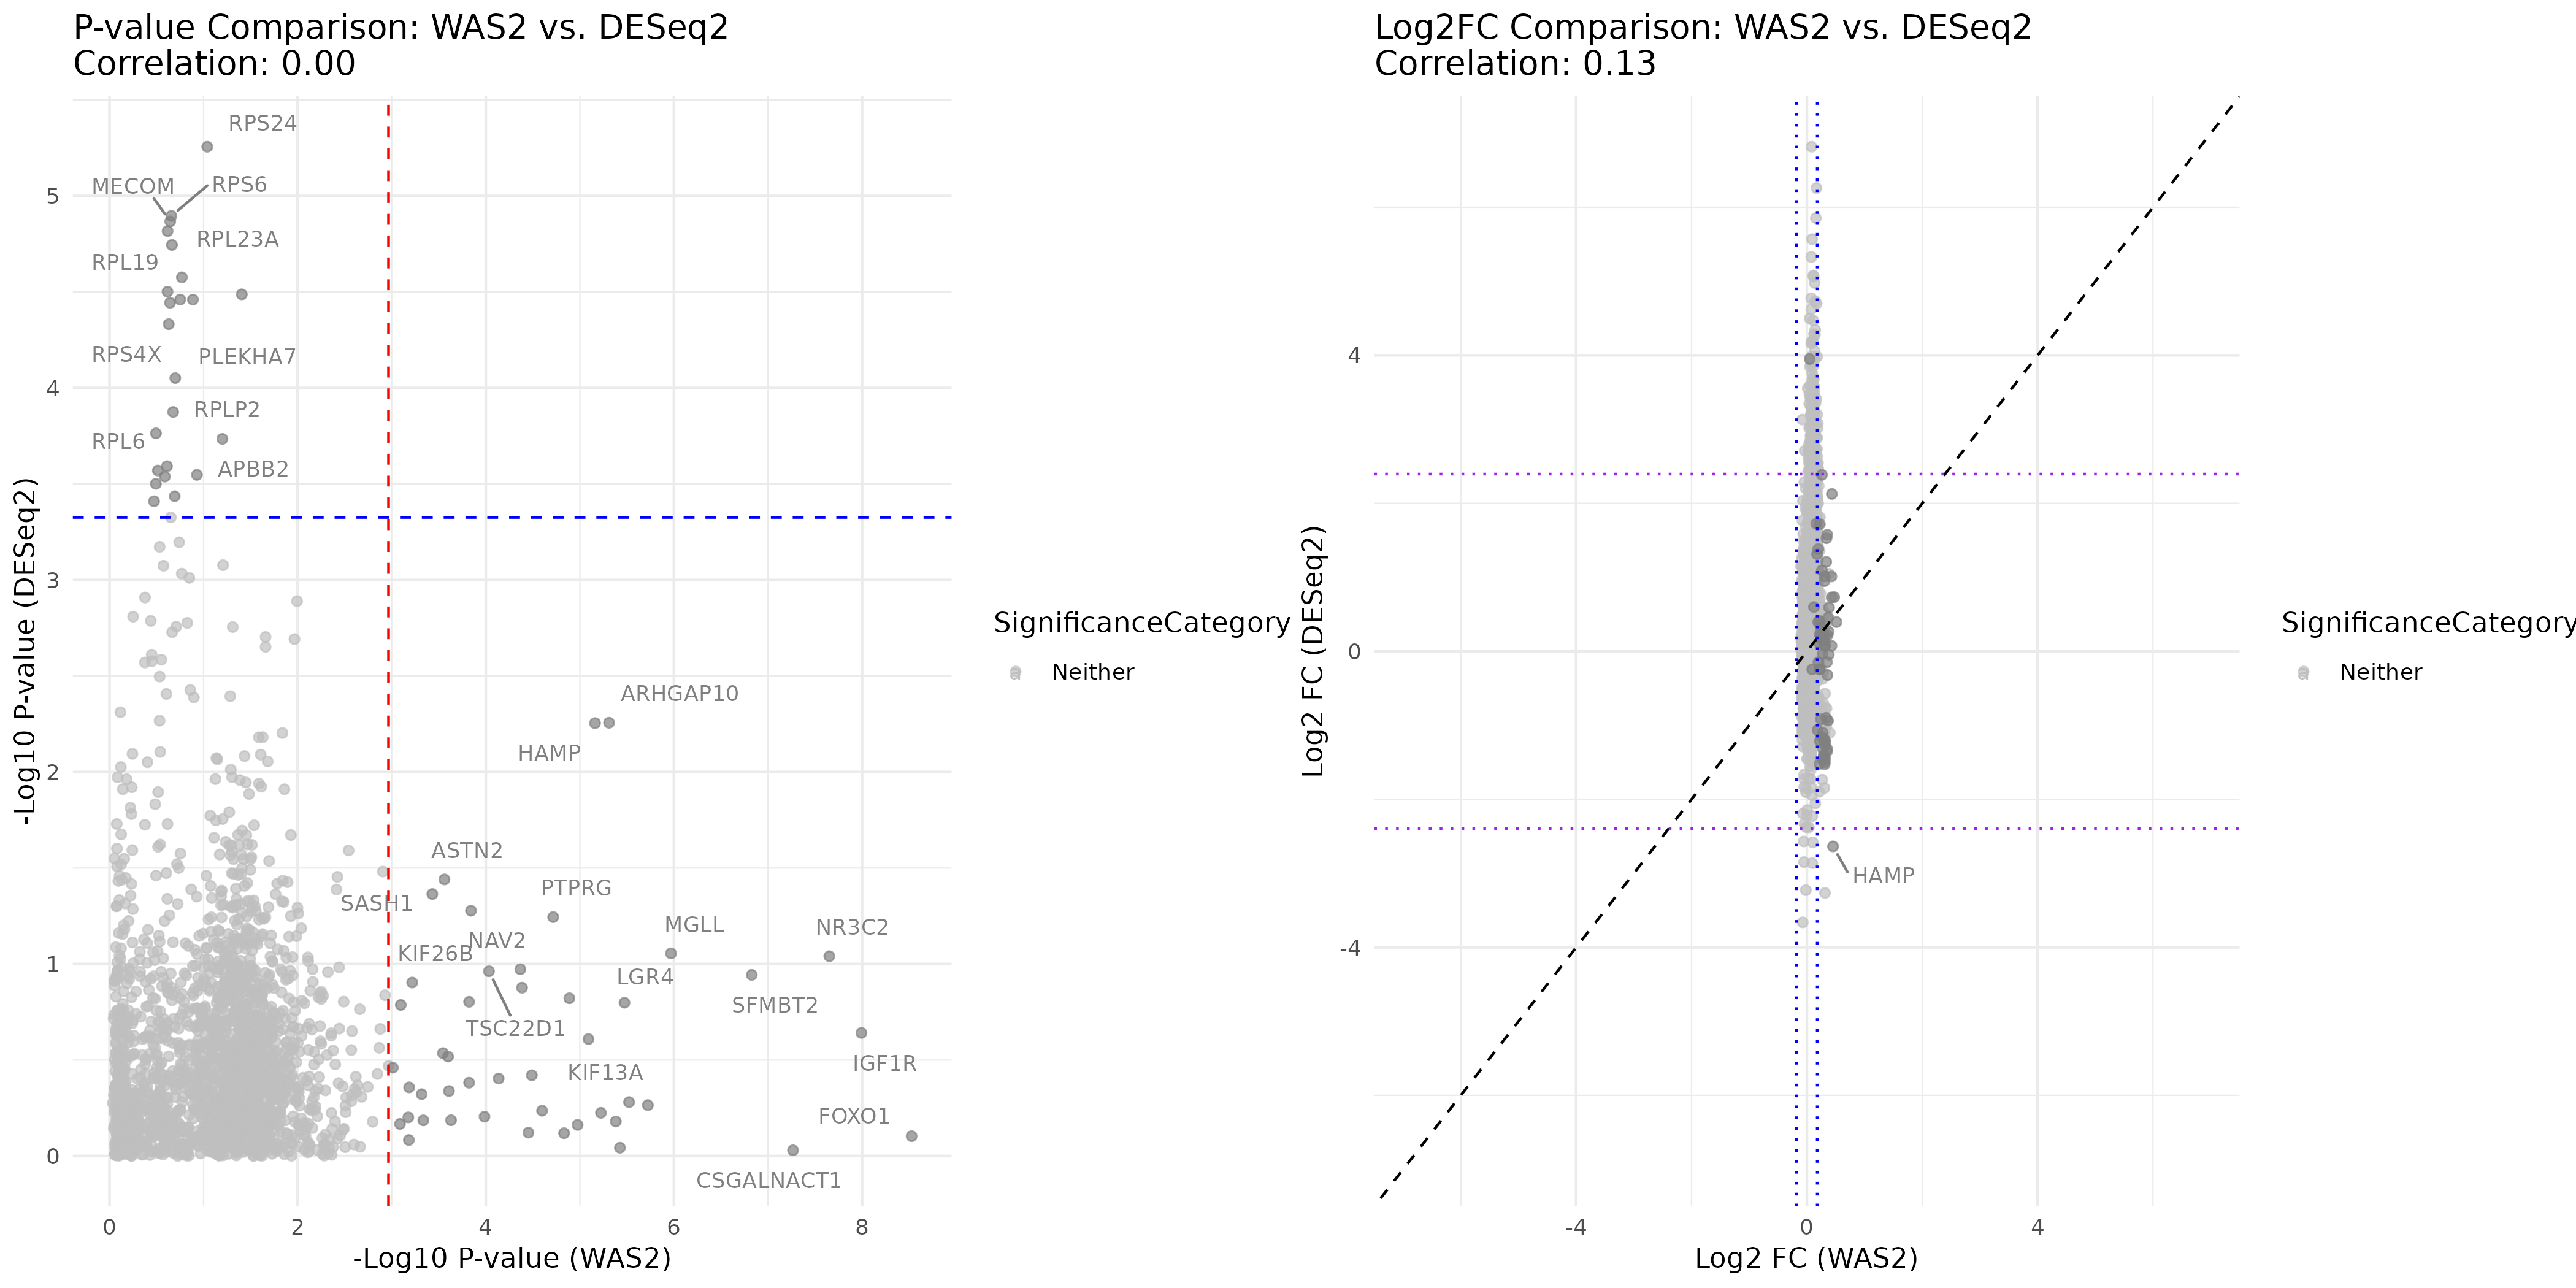 P-value Comparison: WAS2 vs. DESeq2
Correlation: 0.00
RPS24
MECOM
RPS6
RPL23A
RPL19
RPS4X
PLEKHA7
RPLP2
RPL6
APBB2
ARHGAP10
HAMP
ASTN2
SASH1
PTPRG
MGLL
NR3C2
NAV2
KIF26B
LGR4
SFMBT2
TSC22D1
IGF1R
KIF13A
FOXO1
CSGALNACT1
5
4
3
2
1
0
0
2
4
6
8
-Log10 P-value (DESeq2)
-Log10 P-value (WAS2)
SignificanceCategory
Neither
Log2FC Comparison: WAS2 vs. DESeq2
Correlation: 0.13
HAMP
4
0
-4
-4
0
4
Log2 FC (DESeq2)
Log2 FC (WAS2)
SignificanceCategory
Neither